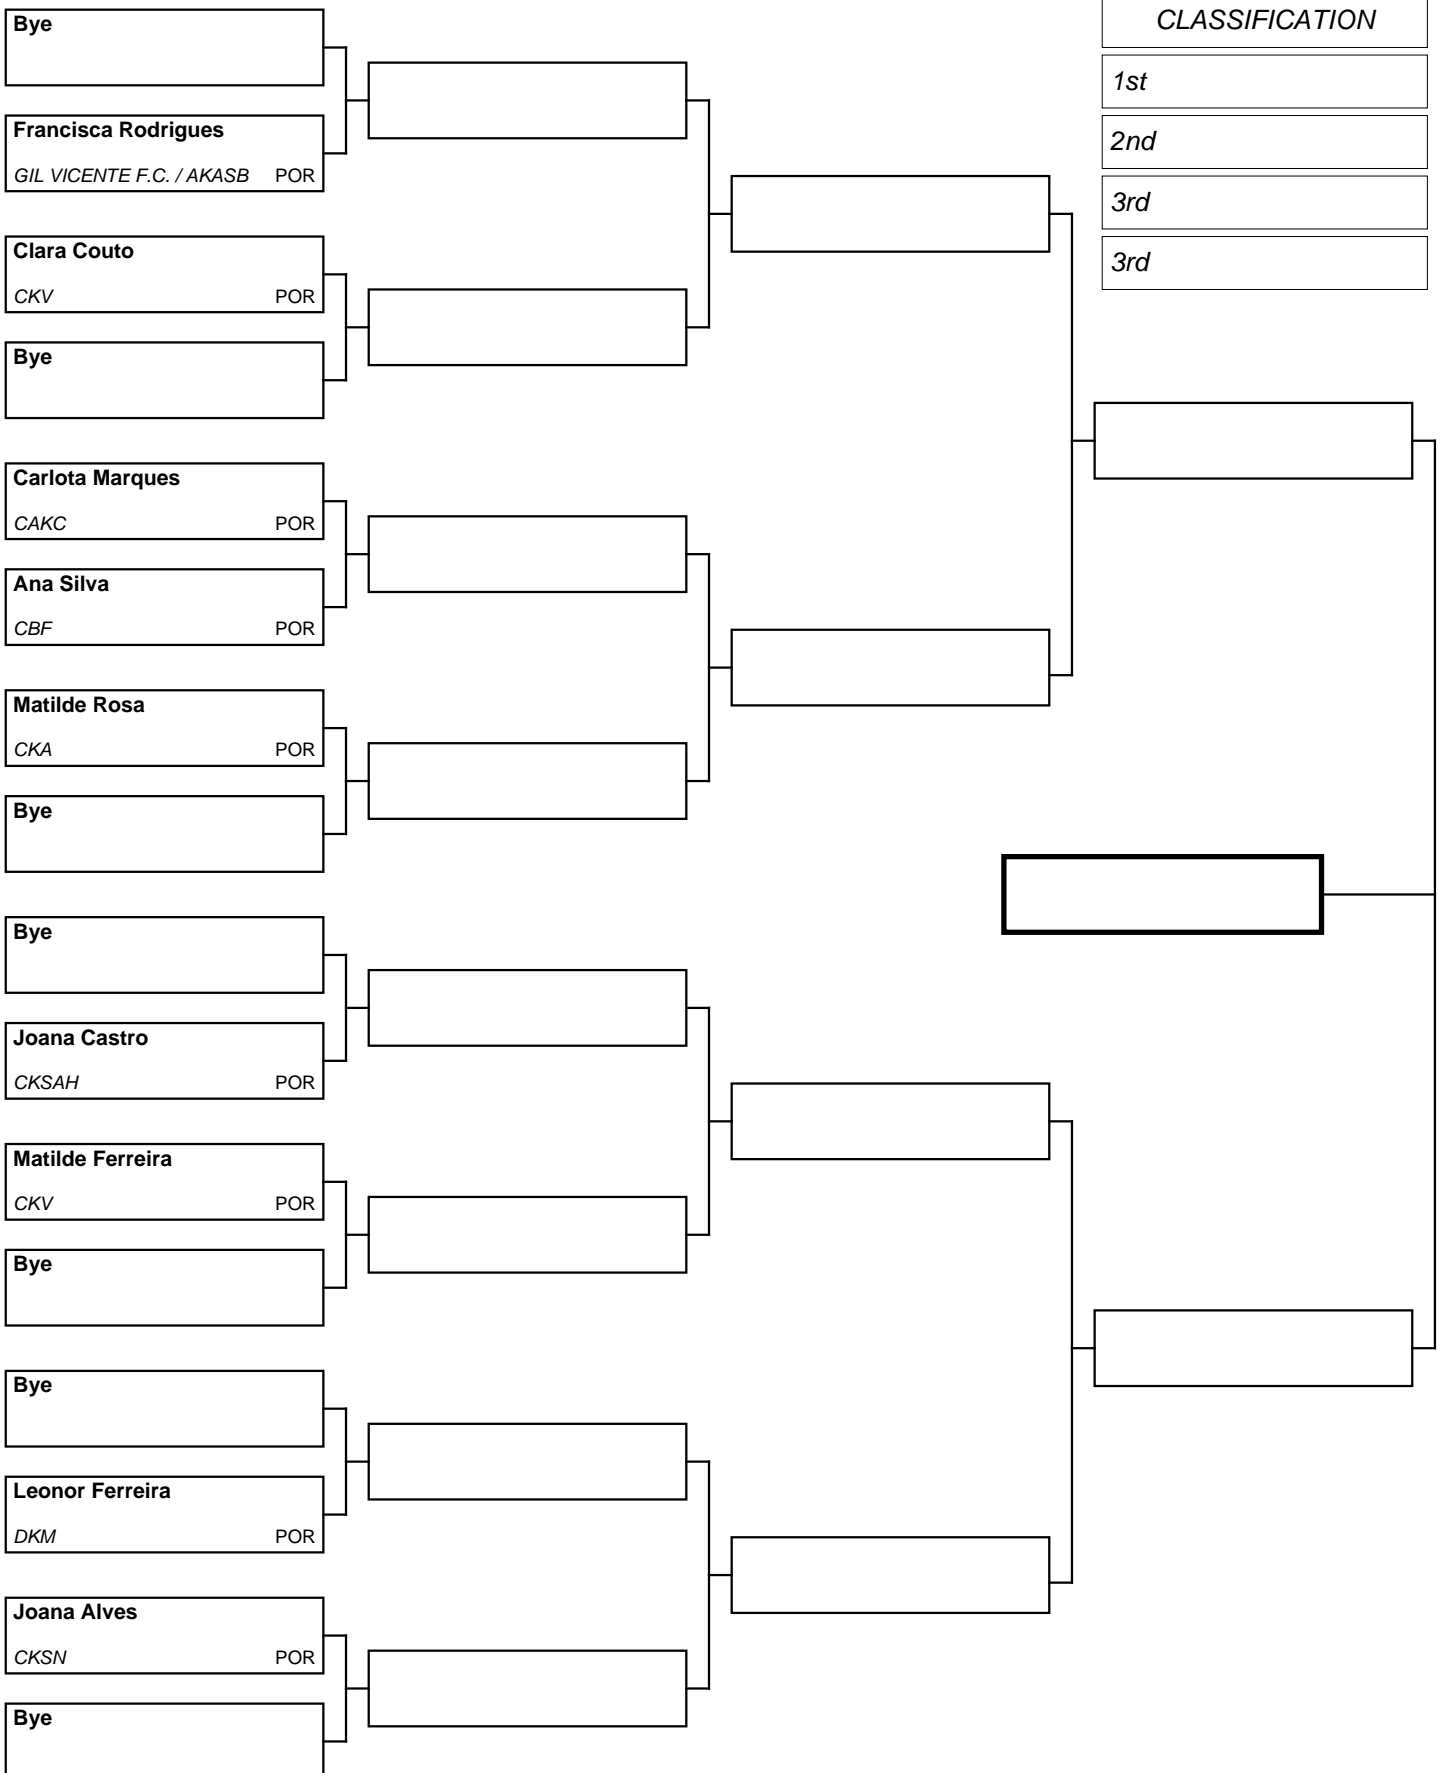 Bye
Francisca Rodrigues
GIL VICENTE F.C. / AKASB POR
Clara Couto
CKV POR
Bye
Carlota Marques
CAKC POR
Ana Silva
CBF POR
Matilde Rosa
CKA POR
Bye
Bye
Joana Castro
CKSAH POR
Matilde Ferreira
CKV POR
Bye
Bye
Leonor Ferreira
DKM POR
Joana Alves
CKSN POR
Bye
CLASSIFICATION
1st
2nd
3rd
3rd